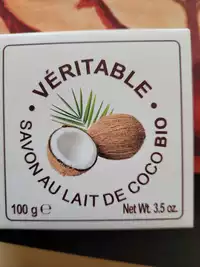 • VÉRITABLE •
SAVON AU LAIT DE COCO BIO
100 g ℮
Net Wt. 3.5 oz.